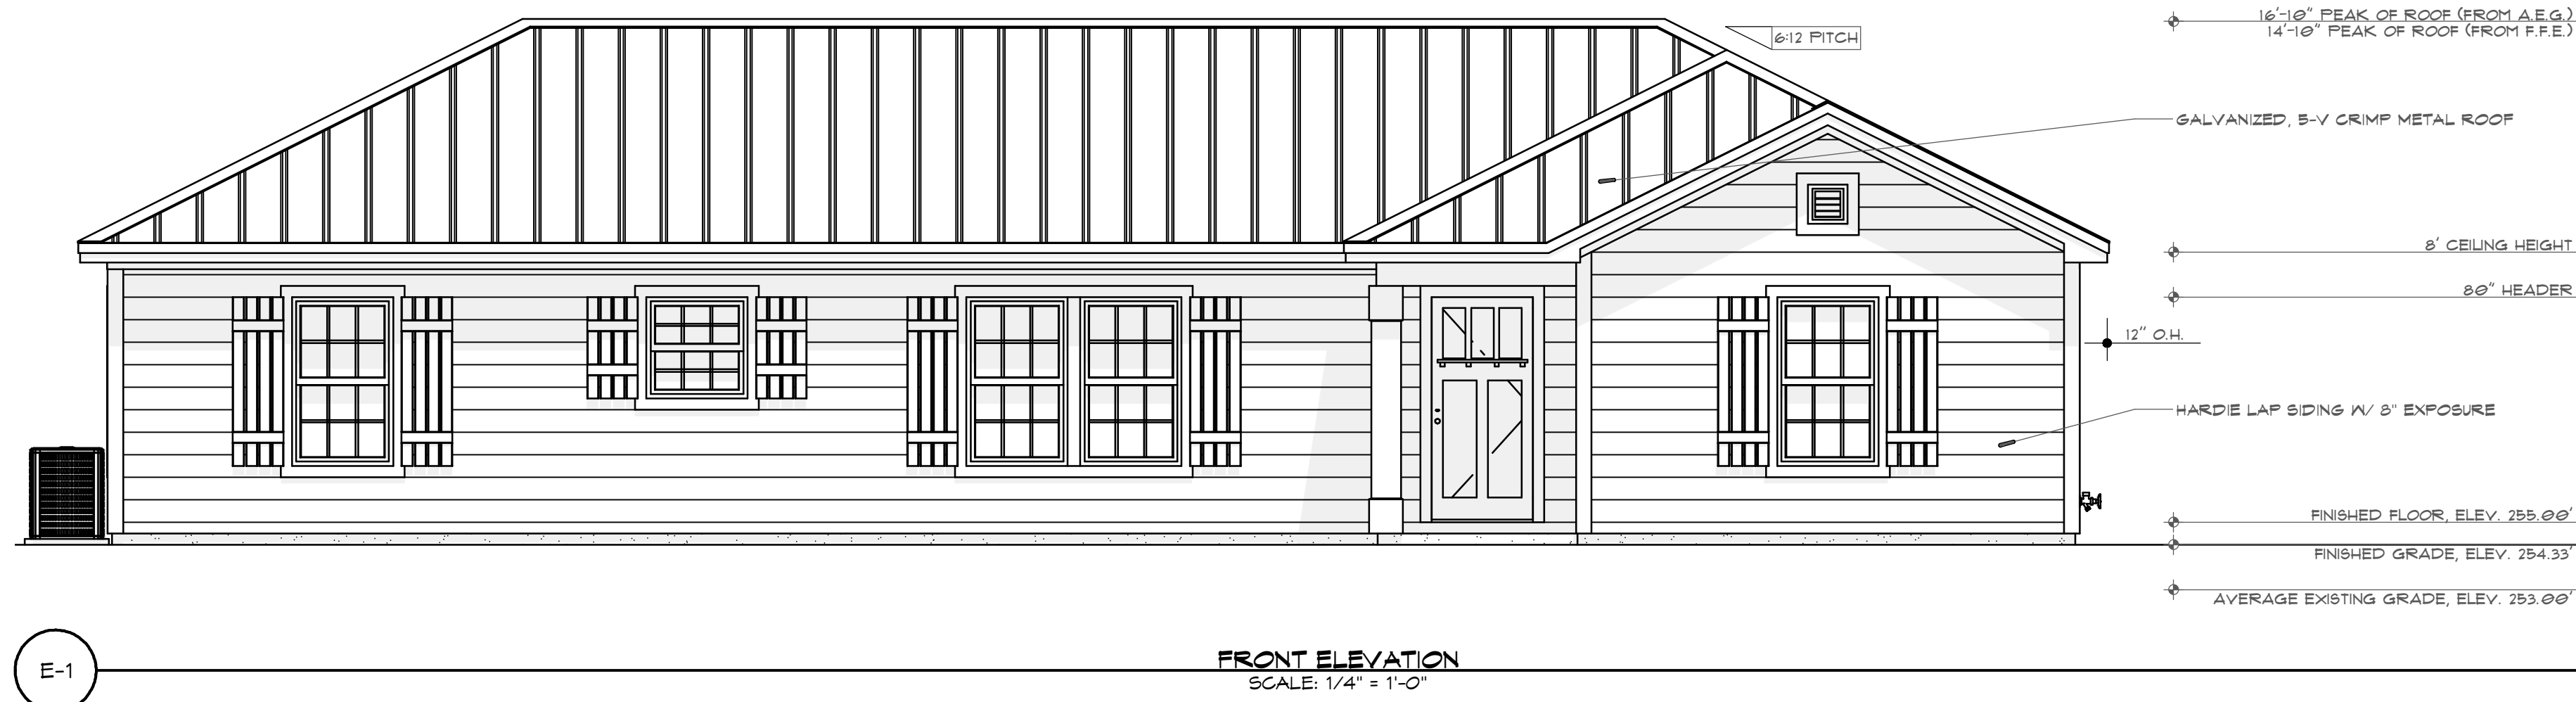 16'-10" PEAK OF ROOF (FROM A.E.G.)
14'-10" PEAK OF ROOF (FROM F.F.E.)
6:12 PITCH
GALVANIZED, 5-V CRIMP METAL ROOF
8' CEILING HEIGHT
80" HEADER
12" O.H.
HARDIE LAP SIDING W/ 8" EXPOSURE
FINISHED FLOOR, ELEV. 255.00'
FINISHED GRADE, ELEV. 254.33'
AVERAGE EXISTING GRADE, ELEV. 253.00'
E-1
FRONT ELEVATION
SCALE: 1/4" = 1'-0"